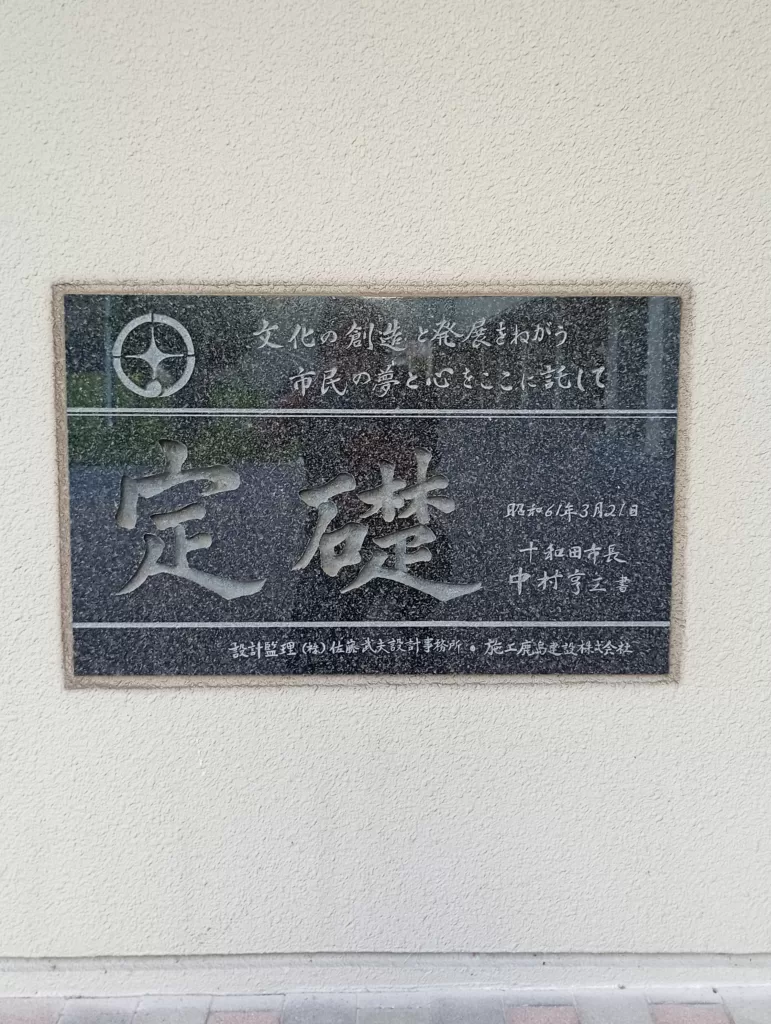 文化の創造と発展をねがう
市民の夢と心をここに託して
定礎
昭和61年3月21日
十和田市長
中村亨三書
設計監理(株)佐藤武夫設計事務所・施工鹿島建設株式会社